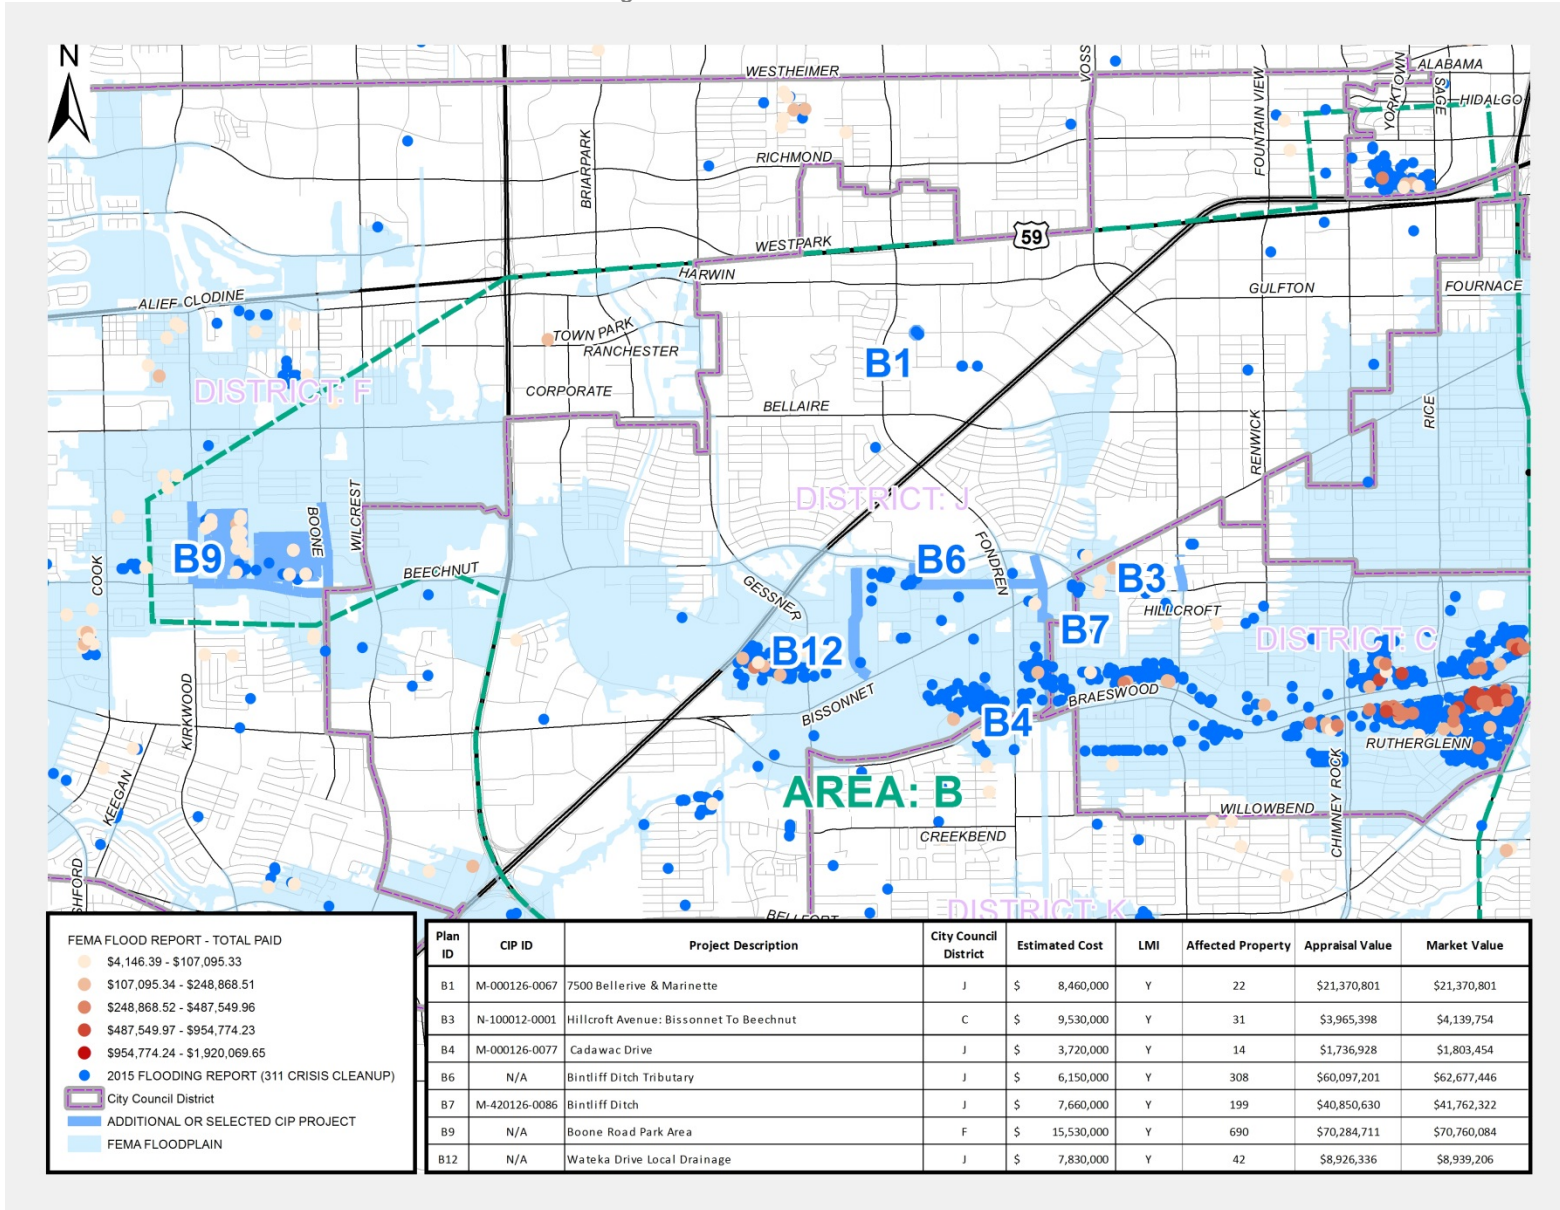 N
WESTHEIMER
VOSS
ALABAMA
FOUNTAIN VIEW
YORKTOWN
SAGE
HIDALGO
BRIARPARK
RICHMOND
WESTPARK
59
HARWIN
ALIEF CLODINE
GULFTON
FOURNACE
TOWN PARK
RANCHESTER
B1
DISTRICT: F
CORPORATE
BELLAIRE
RENWICK
RICE
DISTRICT: J
WILCREST
BOONE
COOK
B9
BEECHNUT
GESSNER
B6
FONDREN
B3
HILLCROFT
B7
DISTRICT: C
B12
BISSONNET
BRAESWOOD
KIRKWOOD
B4
RUTHERGLENN
KEEGAN
AREA: B
CHIMNEY ROCK
WILLOWBEND
CREEKBEND
SHFORD
BELLFORT
DISTRICT: K
FEMA FLOOD REPORT - TOTAL PAID
$4,146.39 - $107,095.33
$107,095.34 - $248,868.51
$248,868.52 - $487,549.96
$487,549.97 - $954,774.23
$954,774.24 - $1,920,069.65
2015 FLOODING REPORT (311 CRISIS CLEANUP)
City Council District
ADDITIONAL OR SELECTED CIP PROJECT
FEMA FLOODPLAIN
Plan ID CIP ID Project Description City Council District Estimated Cost LMI Affected Property Appraisal Value Market Value
B1 M-000126-0067 7500 Bellerive & Marinette J $ 8,460,000 Y 22 $21,370,801 $21,370,801
B3 N-100012-0001 Hillcroft Avenue: Bissonnet To Beechnut C $ 9,530,000 Y 31 $3,965,398 $4,139,754
B4 M-000126-0077 Cadawac Drive J $ 3,720,000 Y 14 $1,736,928 $1,803,454
B6 N/A Bintliff Ditch Tributary J $ 6,150,000 Y 308 $60,097,201 $62,677,446
B7 M-420126-0086 Bintliff Ditch J $ 7,660,000 Y 199 $40,850,630 $41,762,322
B9 N/A Boone Road Park Area F $ 15,530,000 Y 690 $70,284,711 $70,760,084
B12 N/A Wateka Drive Local Drainage J $ 7,830,000 Y 42 $8,926,336 $8,939,206